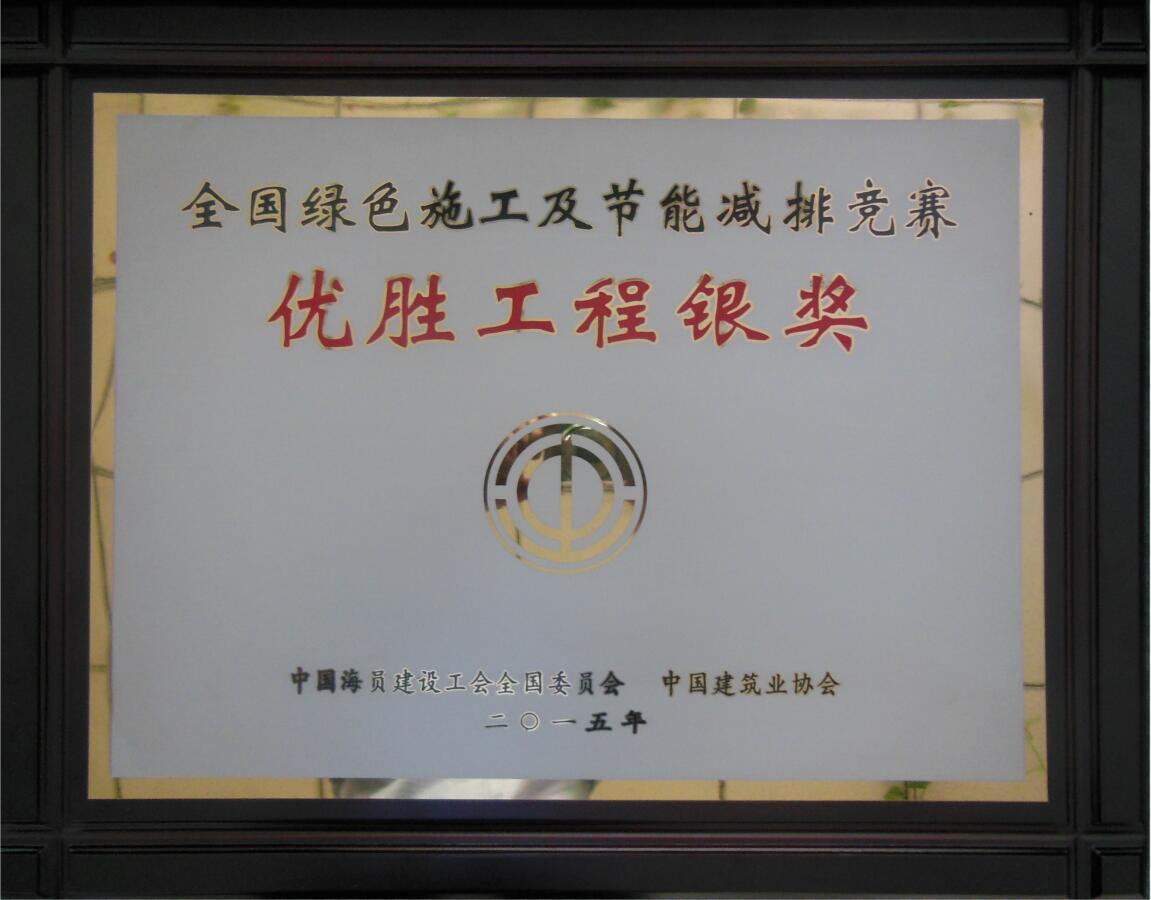 全国绿色施工及节能减排竞赛
优胜工程银奖
中国海员建设工会全国委员会 中国建筑业协会
二〇一五年